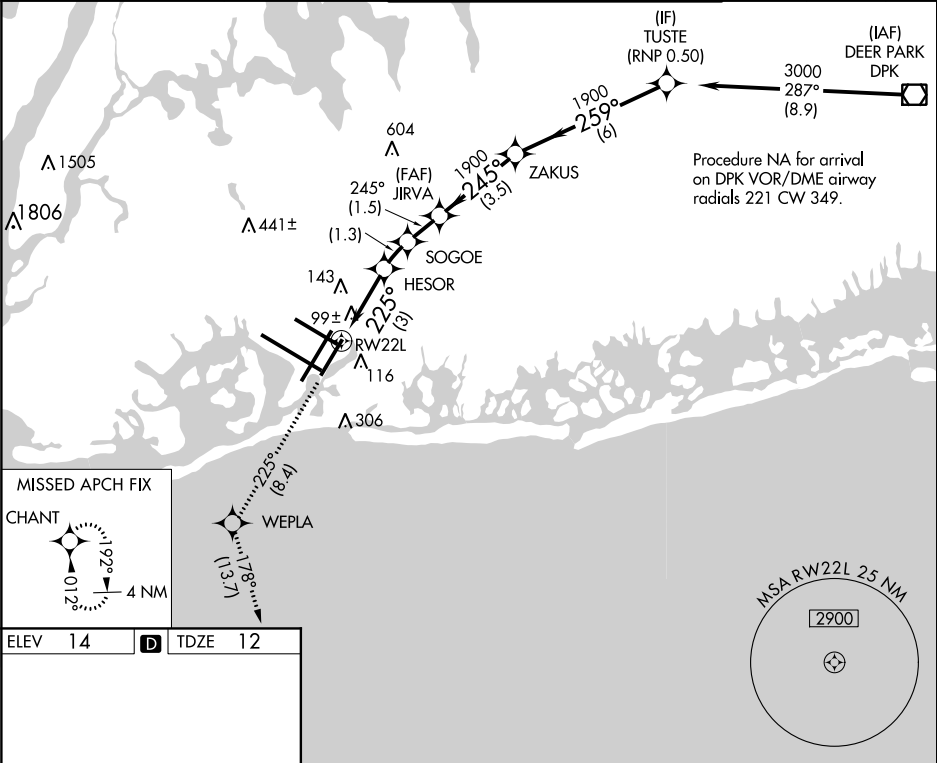 (IF)
TUSTE
(RNP 0.50)
(IAF)
DEER PARK
DPK
3000
287°
(8.9)
1900
259°
(6)
604
1505
ZAKUS
1900
245°
(3.5)
Procedure NA for arrival
on DPK VOR/DME airway
radials 221 CW 349.
(FAF)
JIRVA
245°
(1.5)
1806
441±
(1.3)
SOGOE
HESOR
143
225°
(3)
99±
RW22L
116
306
225°
(8.4)
WEPLA
178°
(13.7)
MISSED APCH FIX
CHANT
192°
012°
4 NM
MSA RW22L 25 NM
2900
ELEV 14 D TDZE 12